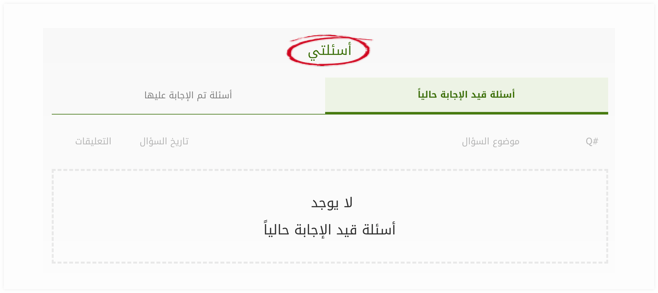 أسئلتي
أسئلة قيد الإجابة حالياً
أسئلة تم الإجابة عليها
Q# موضوع السؤال تاريخ السؤال التعليقات
لا يوجد
أسئلة قيد الإجابة حالياً